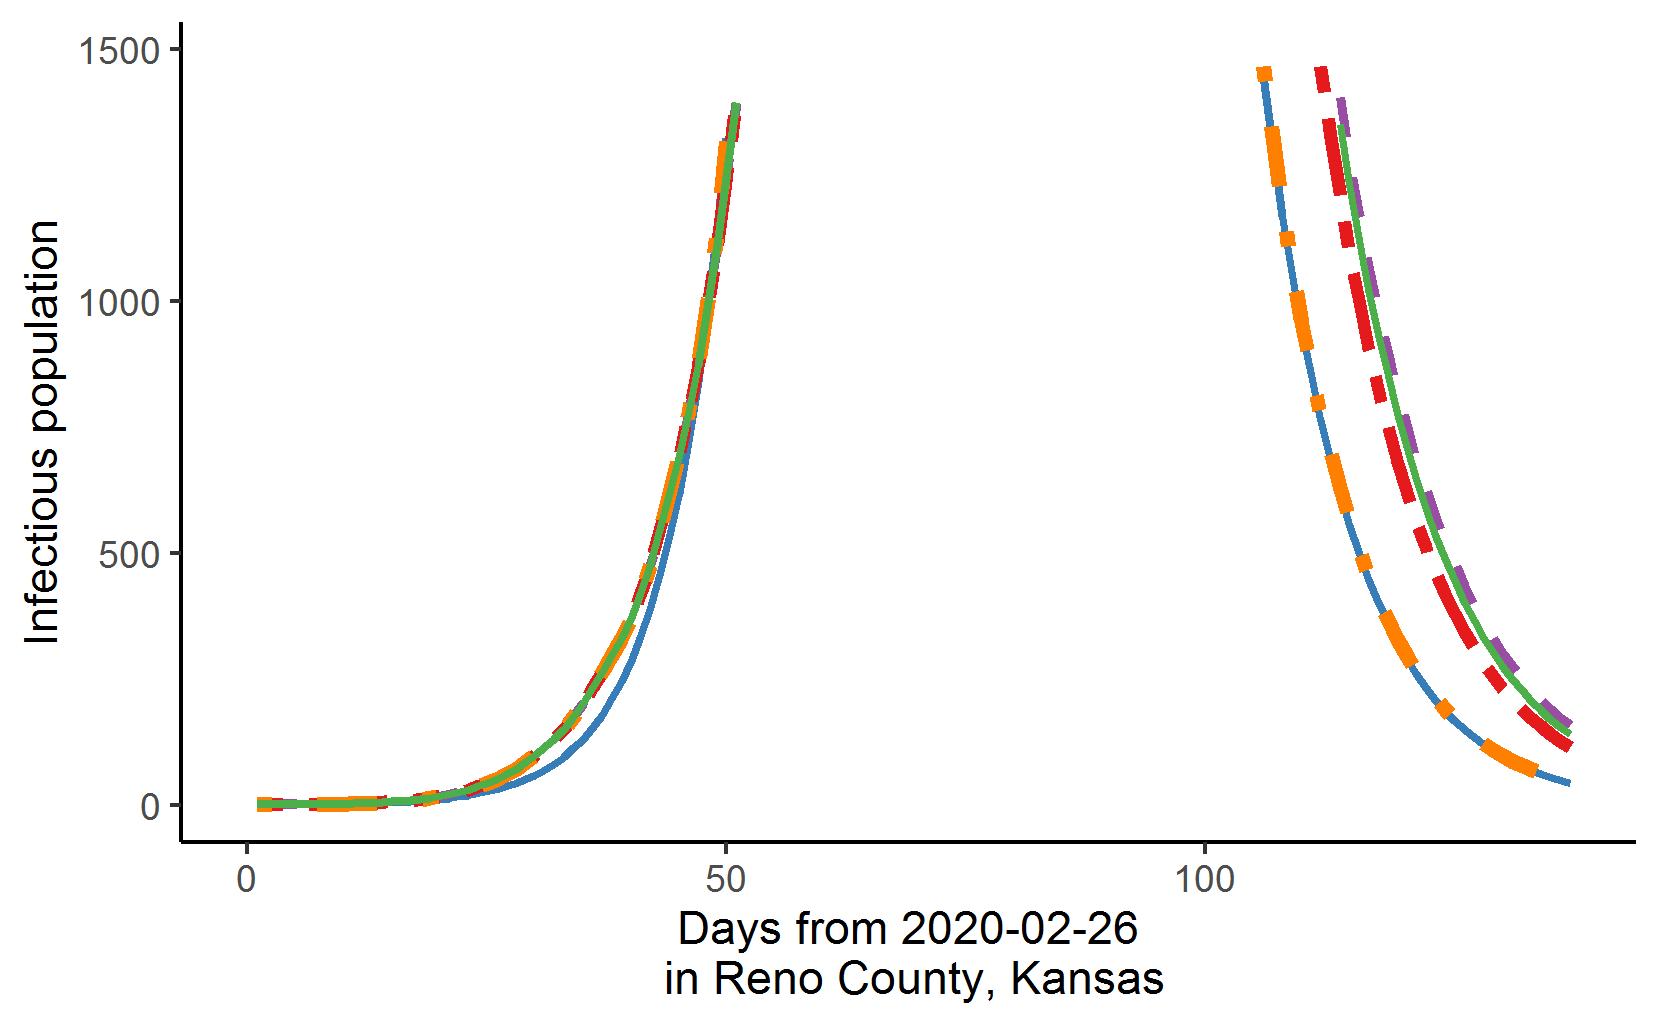 Infectious population
1500
1000
500
0
0 50 100
Days from 2020-02-26
in Reno County, Kansas